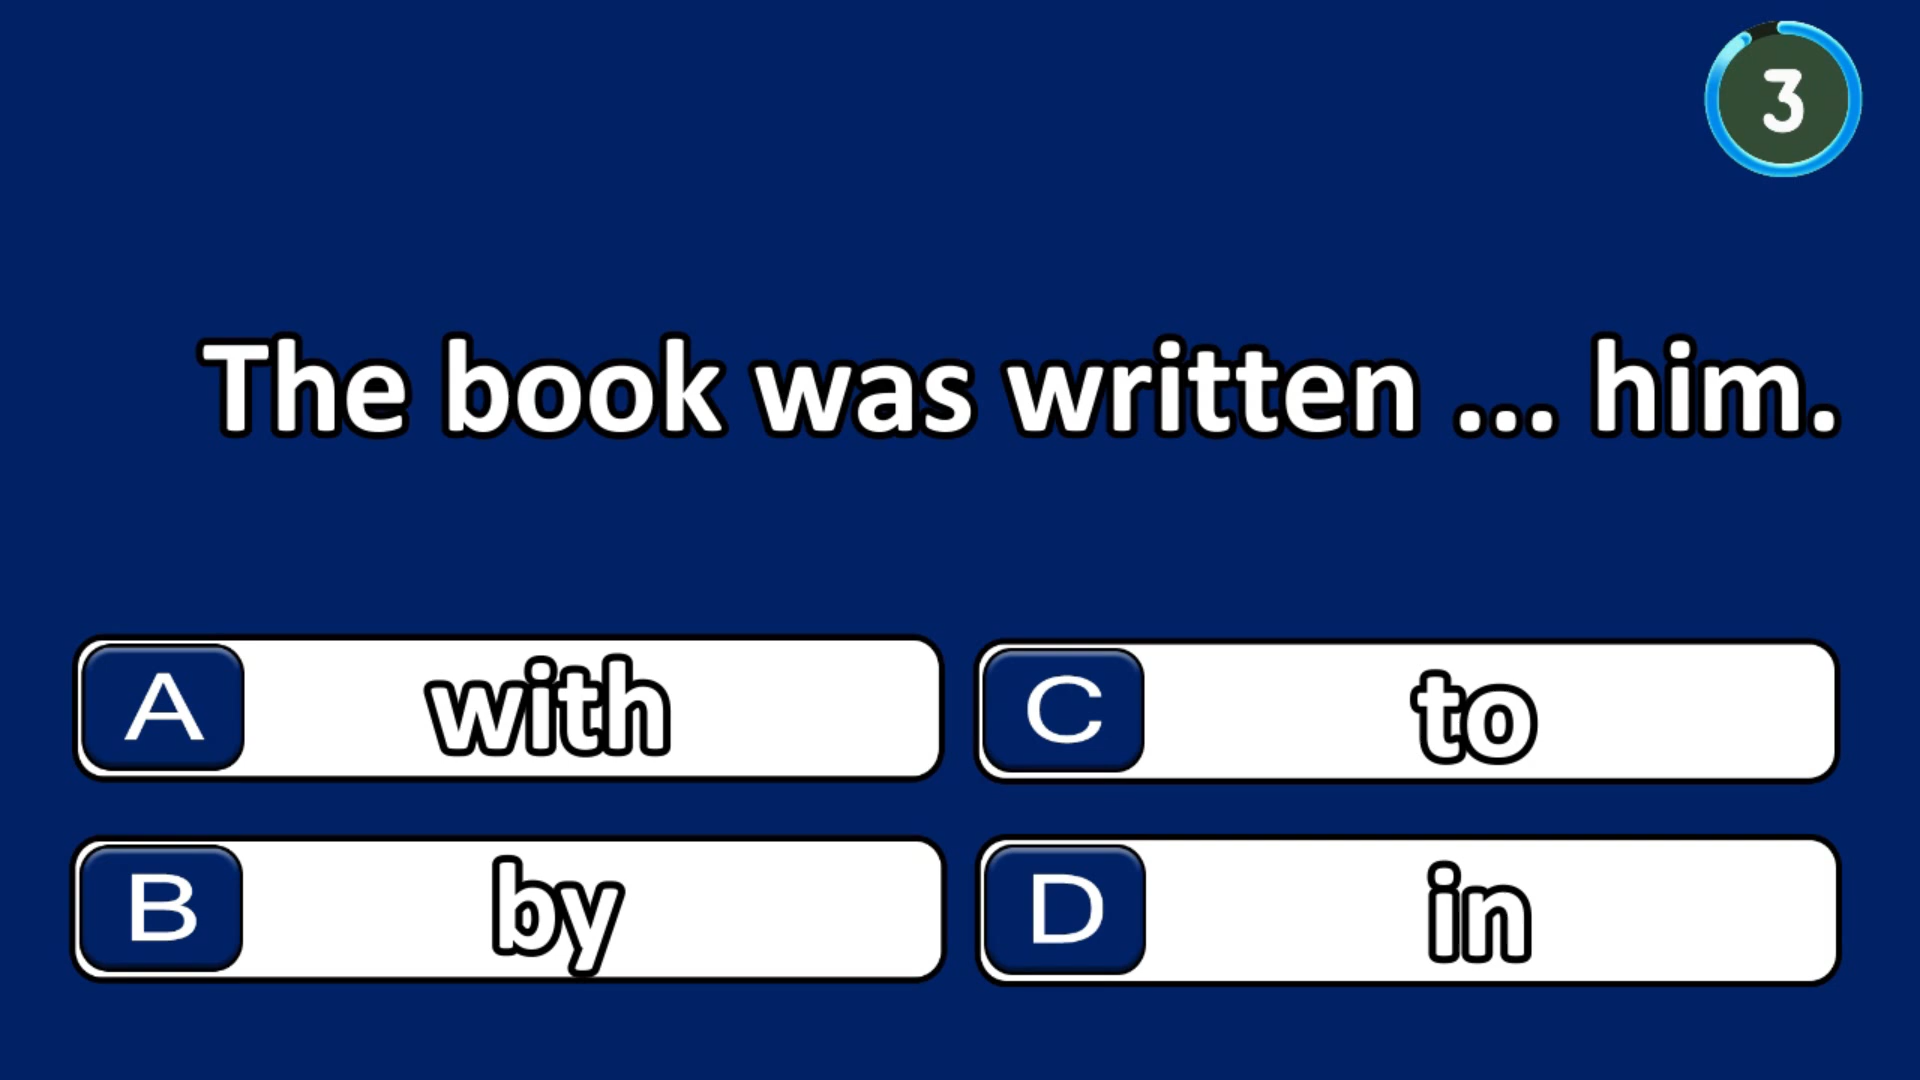 3
The book was written ... him.
A with
C to
B by
D in